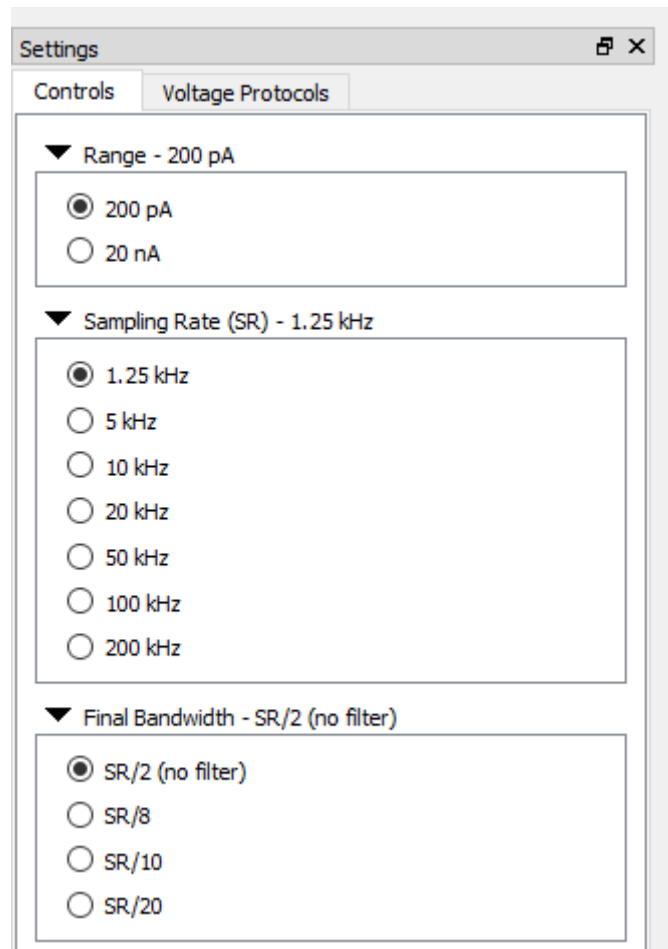 Settings
Controls Voltage Protocols
Range - 200 pA
200 pA
20 nA
Sampling Rate (SR) - 1.25 kHz
1.25 kHz
5 kHz
10 kHz
20 kHz
50 kHz
100 kHz
200 kHz
Final Bandwidth - SR/2 (no filter)
SR/2 (no filter)
SR/8
SR/10
SR/20